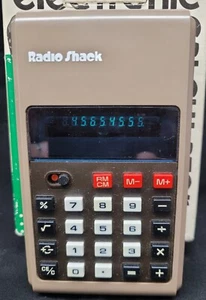 electronic
Radio Shack
45654555
RM
CM
M-
M+
%
7
8
9
−
√
4
5
6
+
1
2
3
×
CE/C
0
.
=
÷